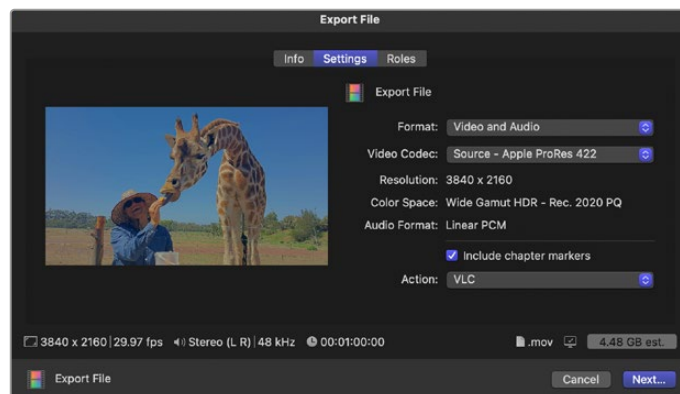 Export File
Info Settings Roles
Export File
Format: Video and Audio
Video Codec: Source - Apple ProRes 422
Resolution: 3840 x 2160
Color Space: Wide Gamut HDR - Rec. 2020 PQ
Audio Format: Linear PCM
Include chapter markers
Action: VLC
3840 x 2160 | 29.97 fps Stereo (L R) | 48 kHz 00:01:00:00 .mov 4.48 GB est.
Export File Cancel Next...